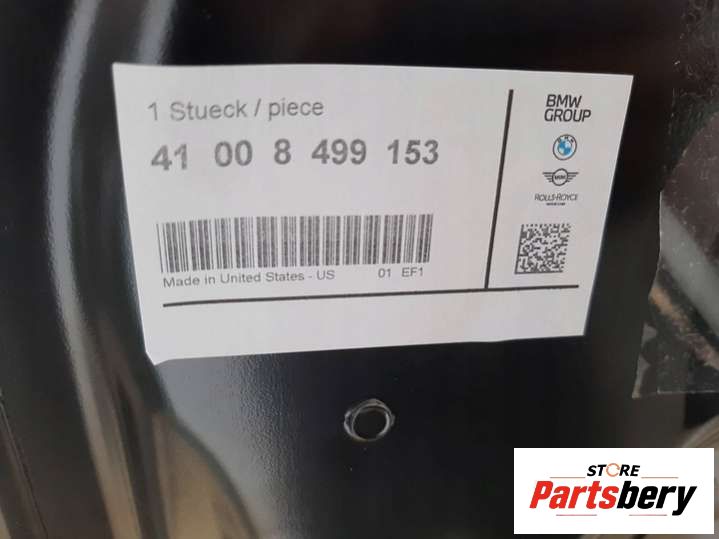 1 Stueck / piece
41 00 8 499 153
Made in United States - US 01 EF1
BMW
GROUP
MINI
ROLLS-ROYCE
STORE
Partsbery